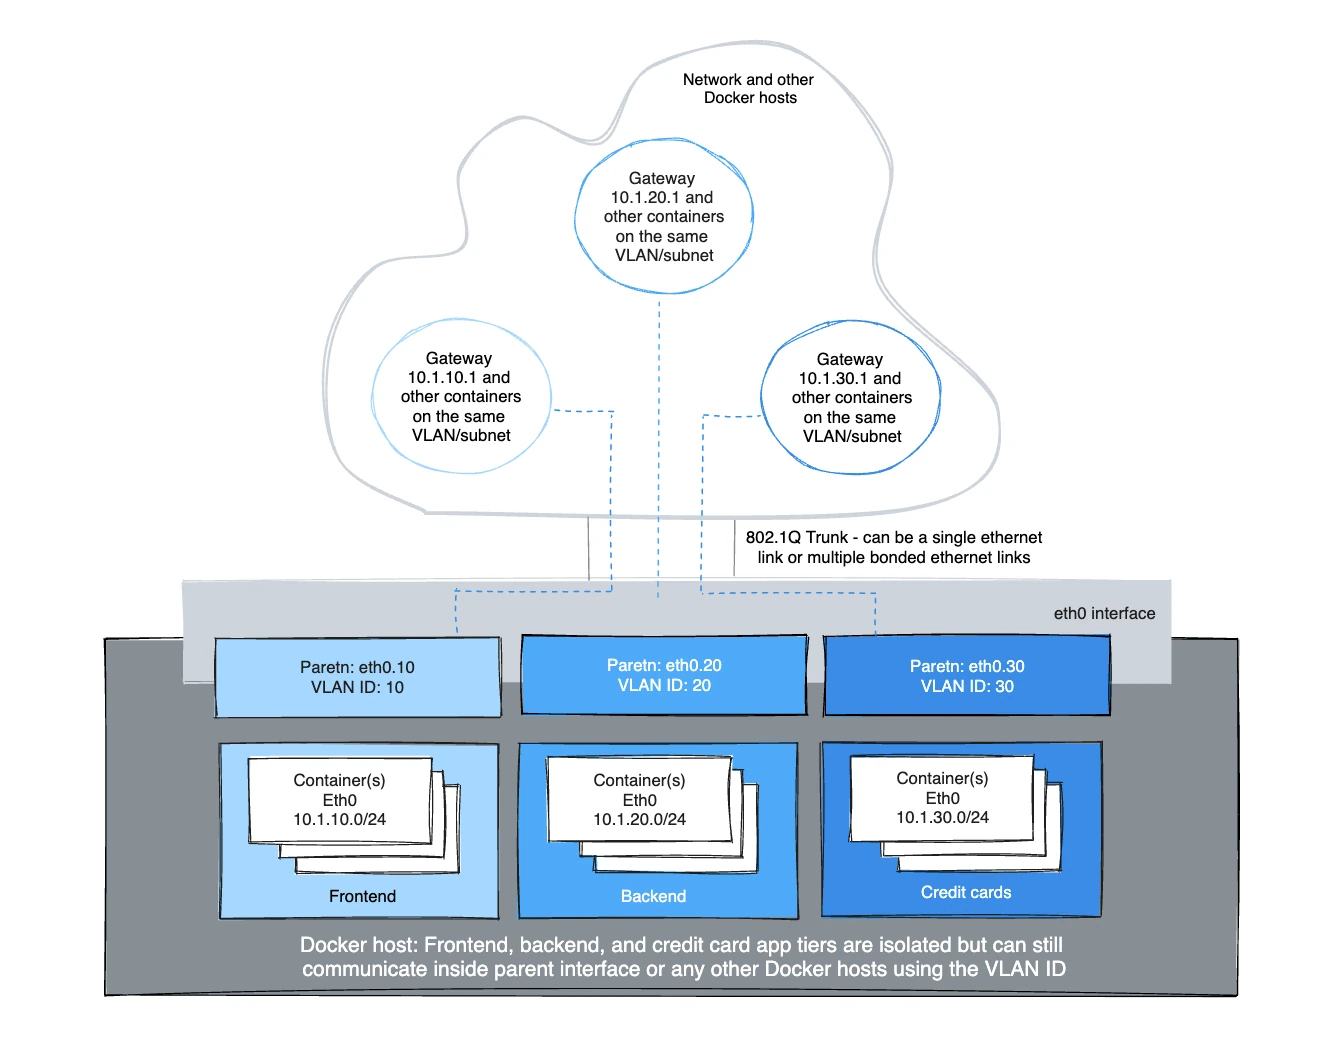 Network and other
Docker hosts
Gateway
10.1.20.1 and
other containers
on the same
VLAN/subnet
Gateway
10.1.10.1 and
other containers
on the same
VLAN/subnet
Gateway
10.1.30.1 and
other containers
on the same
VLAN/subnet
802.1Q Trunk - can be a single ethernet
link or multiple bonded ethernet links
eth0 interface
Paretn: eth0.10
VLAN ID: 10
Paretn: eth0.20
VLAN ID: 20
Paretn: eth0.30
VLAN ID: 30
Container(s)
Eth0
10.1.10.0/24
Frontend
Container(s)
Eth0
10.1.20.0/24
Backend
Container(s)
Eth0
10.1.30.0/24
Credit cards
Docker host: Frontend, backend, and credit card app tiers are isolated but can still
communicate inside parent interface or any other Docker hosts using the VLAN ID